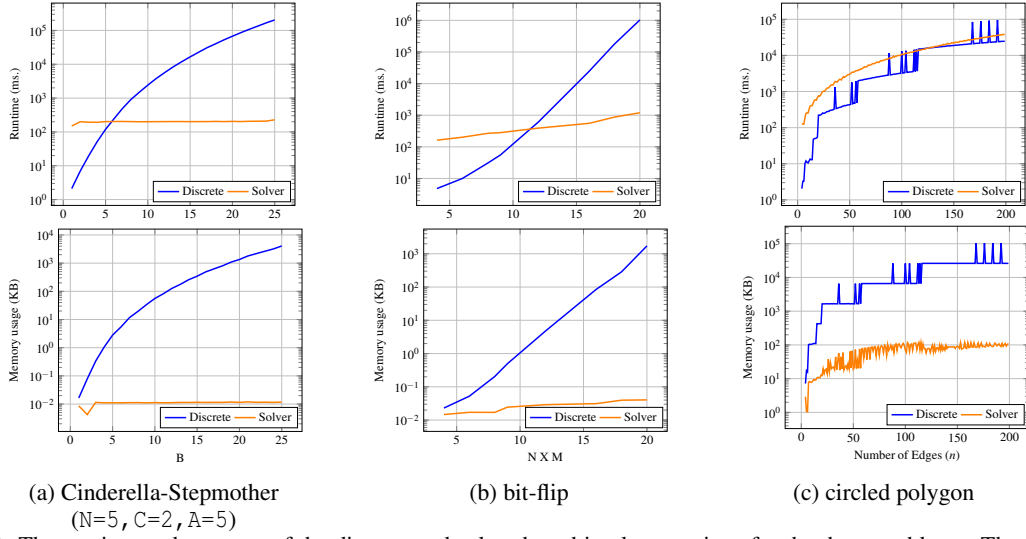 Runtime (ms.)
10^5
10^4
10^3
10^2
10^1
10^0
0 5 10 15 20 25
Discrete Solver
Memory usage (KB)
10^4
10^3
10^2
10^1
10^0
10^−1
10^−2
0 5 10 15 20 25
Discrete Solver
B
(a) Cinderella-Stepmother
(N=5,C=2,A=5)
Runtime (ms.)
10^6
10^5
10^4
10^3
10^2
10^1
5 10 15 20
Discrete Solver
Memory usage (KB)
10^3
10^2
10^1
10^0
10^−1
10^−2
5 10 15 20
Discrete Solver
N X M
(b) bit-flip
Runtime (ms.)
10^5
10^4
10^3
10^2
10^1
10^0
0 50 100 150 200
Discrete Solver
Memory usage (KB)
10^5
10^4
10^3
10^2
10^1
10^0
0 50 100 150 200
Discrete Solver
Number of Edges (n)
(c) circled polygon